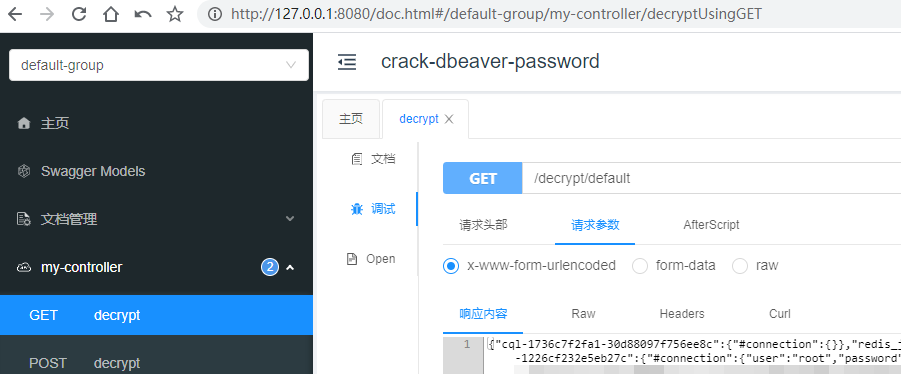 http://127.0.0.1:8080/doc.html#/default-group/my-controller/decryptUsingGET
default-group
crack-dbeaver-password
主页
Swagger Models
文档管理
my-controller
2
GET decrypt
POST decrypt
主页
decrypt
文档
调试
Open
GET
/decrypt/default
请求头部
请求参数
AfterScript
x-www-form-urlencoded
form-data
raw
响应内容
Raw
Headers
Curl
1
{"cql-1736c7f2fa1-30d88097f756ee8c":{"#connection":{}},"redis_
-1226cf232e5eb27c":{"#connection":{"user":"root","password"